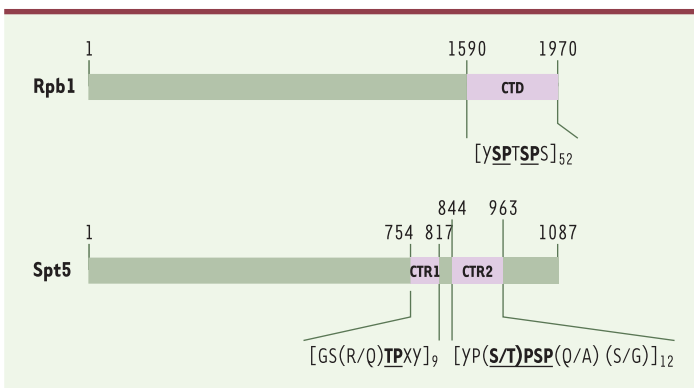 1 1590 1970
Rpb1 CTD
[YSPTSPS]52
844 963
1 754 817 1087
Spt5 CTR1 CTR2
[GS(R/Q)TPXY]9 [YP(S/T)PSP(Q/A) (S/G)]12